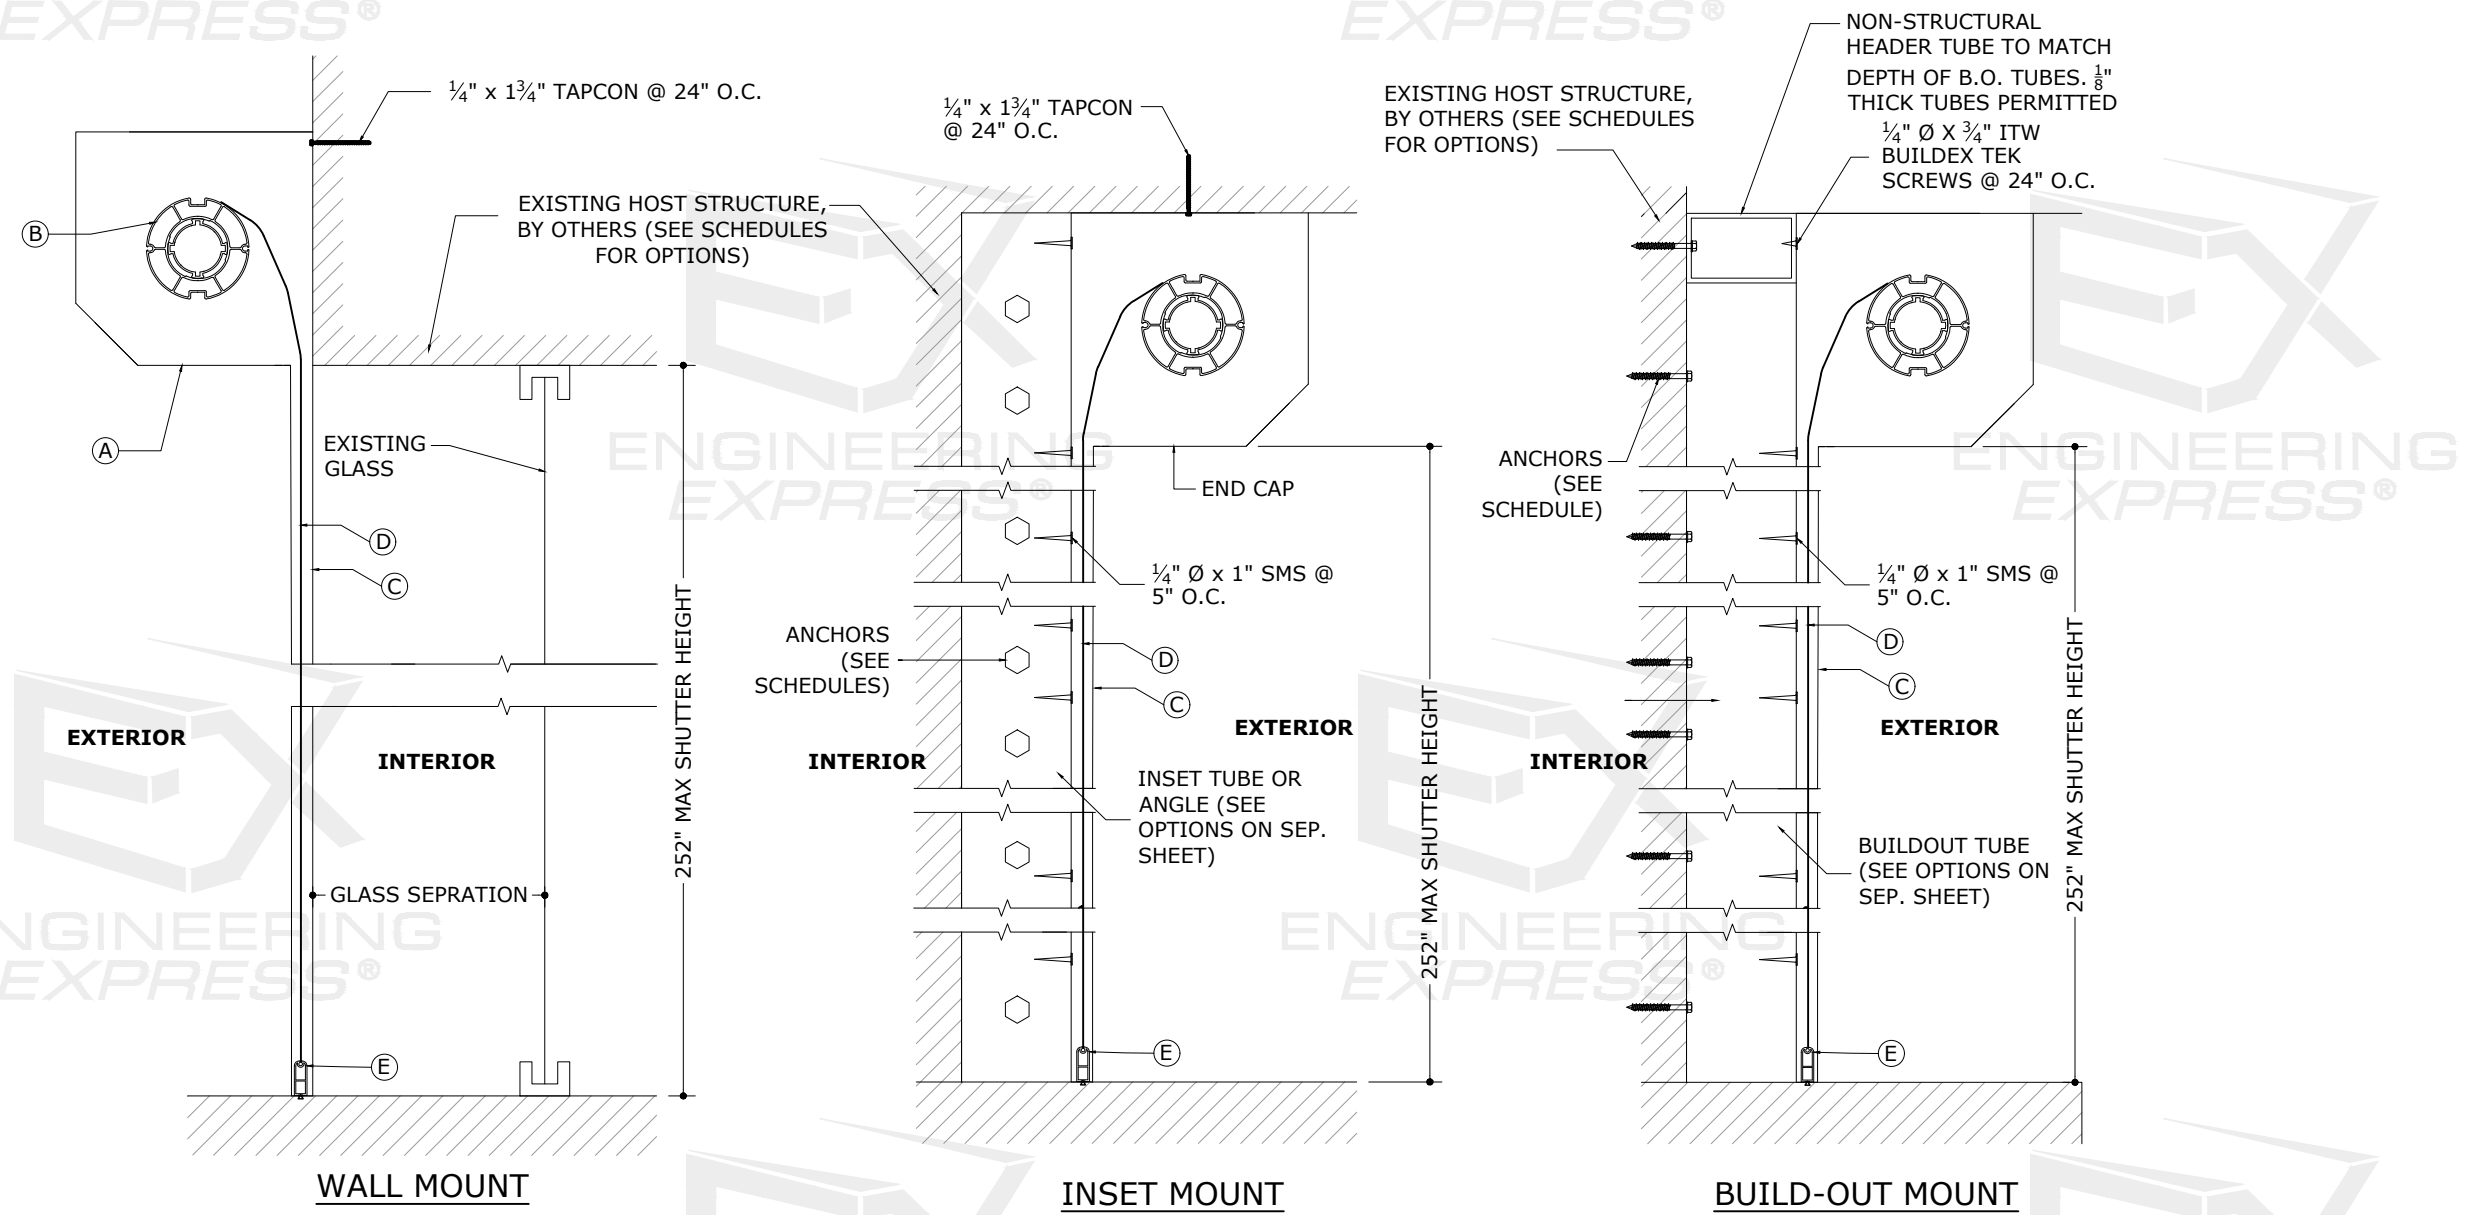 ¼" x 1¾" TAPCON @ 24" O.C.
EXISTING HOST STRUCTURE,
BY OTHERS (SEE SCHEDULES
FOR OPTIONS)
B
A
EXISTING
GLASS
D
C
252" MAX SHUTTER HEIGHT
EXTERIOR
INTERIOR
GLASS SEPRATION
E
WALL MOUNT
¼" x 1¾" TAPCON
@ 24" O.C.
END CAP
¼" Ø x 1" SMS @
5" O.C.
ANCHORS
(SEE
SCHEDULES)
D
C
EXTERIOR
INTERIOR
INSET TUBE OR
ANGLE (SEE
OPTIONS ON SEP.
SHEET)
252" MAX SHUTTER HEIGHT
E
INSET MOUNT
NON-STRUCTURAL
HEADER TUBE TO MATCH
DEPTH OF B.O. TUBES. ⅛"
THICK TUBES PERMITTED
EXISTING HOST STRUCTURE,
BY OTHERS (SEE SCHEDULES
FOR OPTIONS)
¼" Ø X ¾" ITW
BUILDEX TEK
SCREWS @ 24" O.C.
ANCHORS
(SEE
SCHEDULE)
¼" Ø x 1" SMS @
5" O.C.
D
C
EXTERIOR
INTERIOR
BUILDOUT TUBE
(SEE OPTIONS ON
SEP. SHEET)
252" MAX SHUTTER HEIGHT
E
BUILD-OUT MOUNT
EXPRESS®
EXPRESS®
EX
ENGINEERING
EXPRESS®
EX
ENGINEERING
EXPRESS®
EX
ENGINEERING
EXPRESS®
EX
ENGINEERING
EXPRESS®